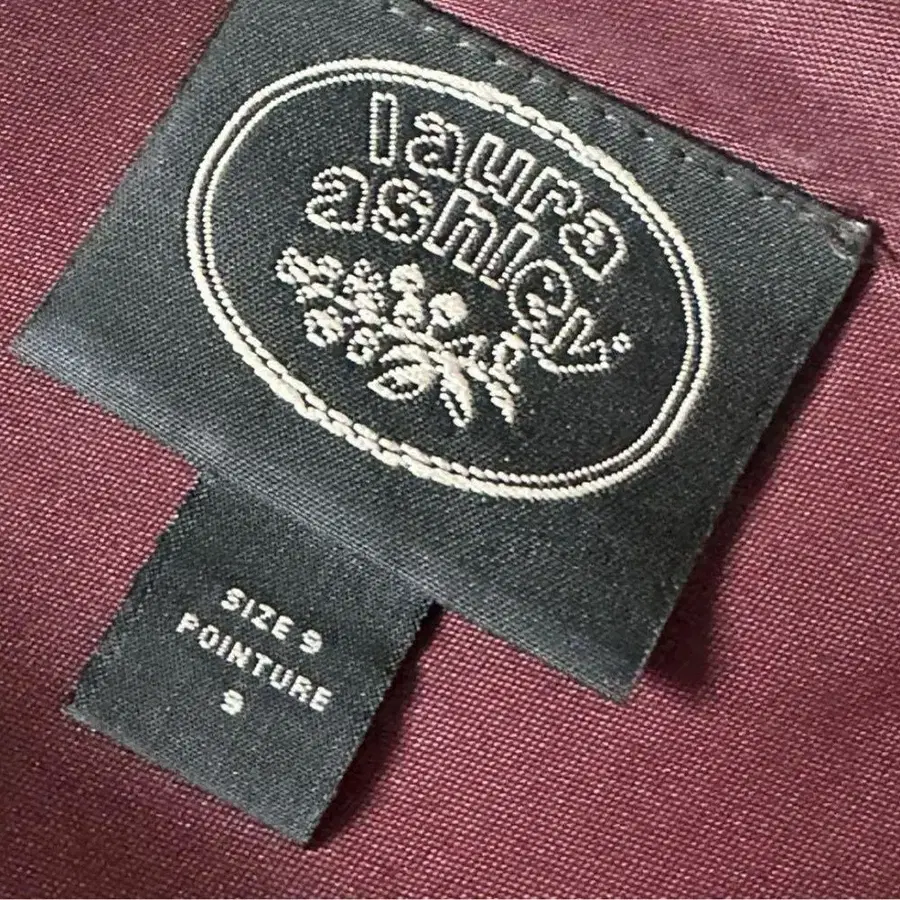 laura
ashley.
SIZE 9
POINTURE
9